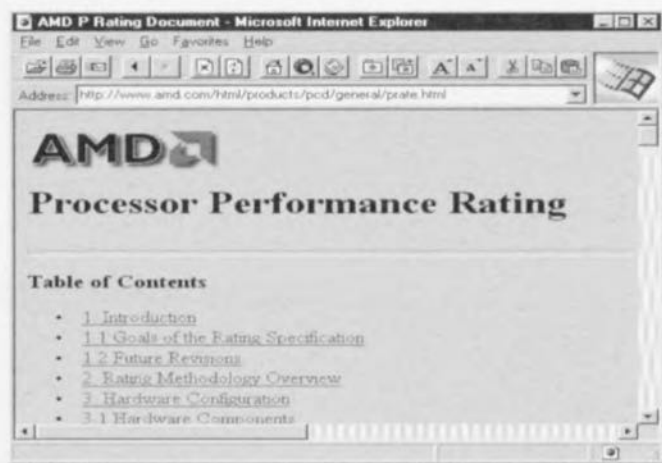 AMD P Rating Document - Microsoft Internet Explorer
File Edit View Go Favorites Help
Address: http://www.amd.com/html/products/pcd/general/prate.html
AMD
Processor Performance Rating
Table of Contents
• 1 Introduction
• 1.1 Goals of the Rating Specification
• 1.2 Future Revisions
• 2. Rating Methodology Overview
• 3. Hardware Configuration
• 3.1 Hardware Components